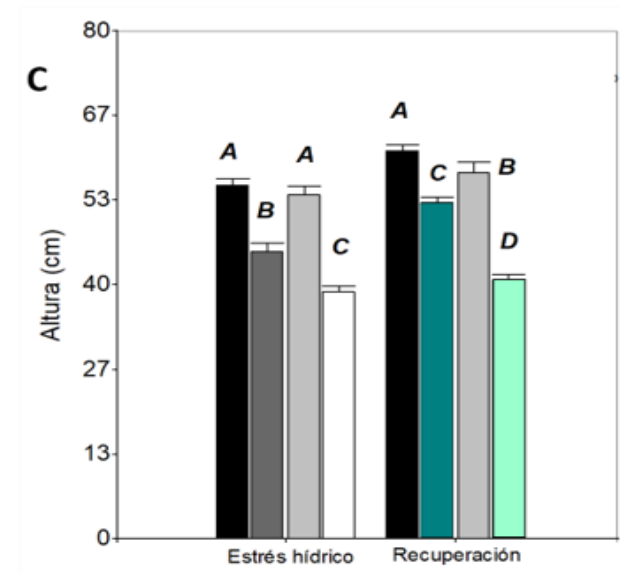 C
Altura (cm)
80
67
53
40
27
13
0
A
B
A
C
A
C
B
D
Estrés hídrico
Recuperación